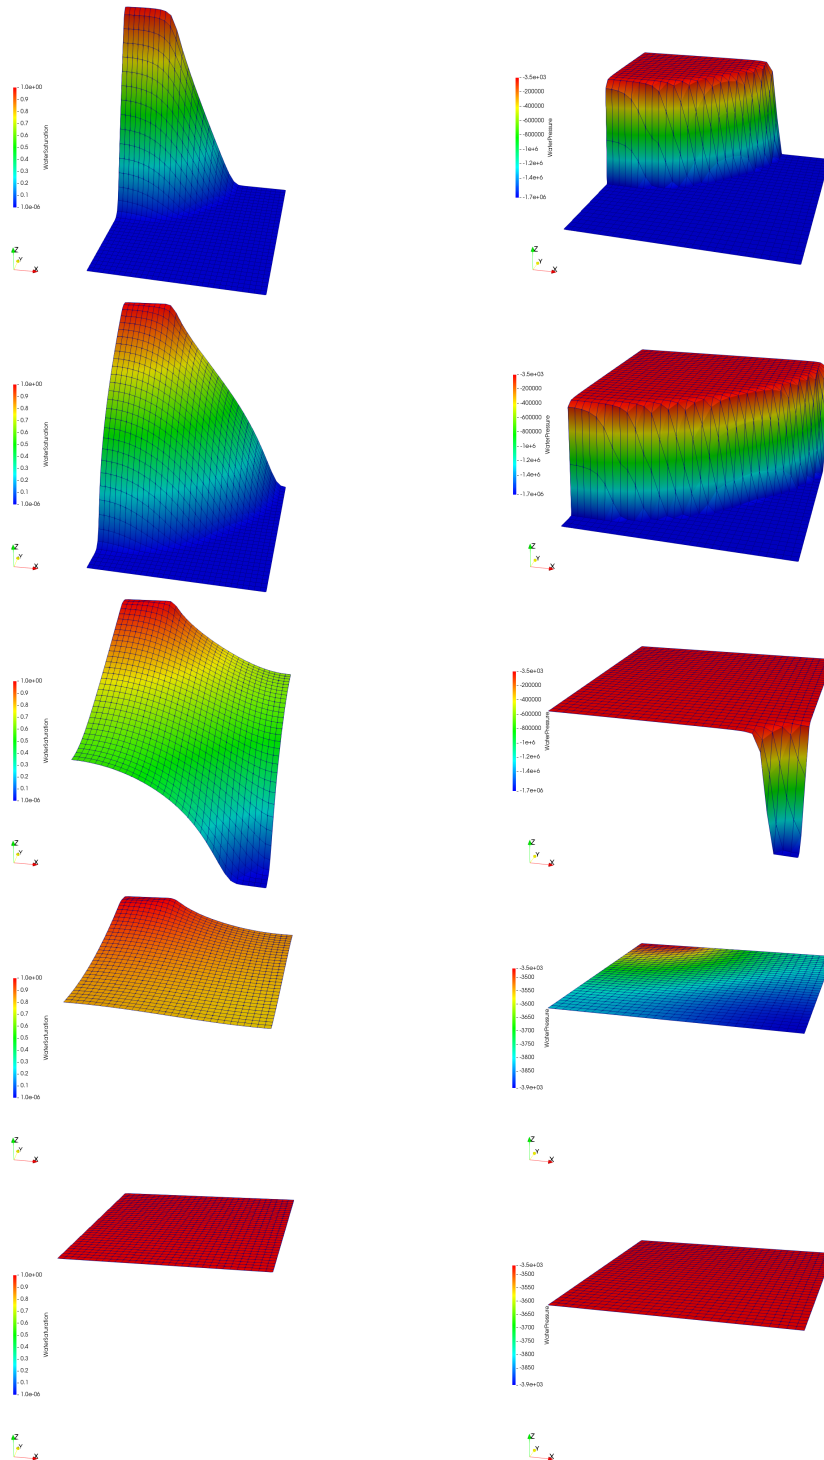 1.0e+00
0.9
0.8
0.7
0.6
0.5
0.4
0.3
0.2
0.1
1.0e-06
WaterSaturation
Z
Y
X
-3.5e+03
-200000
-400000
-600000
-800000
-1e+6
-1.2e+6
-1.4e+6
-1.7e+06
WaterPressure
Z
Y
X
1.0e+00
0.9
0.8
0.7
0.6
0.5
0.4
0.3
0.2
0.1
1.0e-06
WaterSaturation
Z
Y
X
-3.5e+03
-200000
-400000
-600000
-800000
-1e+6
-1.2e+6
-1.4e+6
-1.7e+06
WaterPressure
Z
Y
X
1.0e+00
0.9
0.8
0.7
0.6
0.5
0.4
0.3
0.2
0.1
1.0e-06
WaterSaturation
Z
Y
X
-3.5e+03
-200000
-400000
-600000
-800000
-1e+6
-1.2e+6
-1.4e+6
-1.7e+06
WaterPressure
Z
Y
X
1.0e+00
0.9
0.8
0.7
0.6
0.5
0.4
0.3
0.2
0.1
1.0e-06
WaterSaturation
Z
Y
X
-3.5e+03
-3500
-3550
-3600
-3650
-3700
-3750
-3800
-3850
-3.9e+03
WaterPressure
Z
Y
X
1.0e+00
0.9
0.8
0.7
0.6
0.5
0.4
0.3
0.2
0.1
1.0e-06
WaterSaturation
Z
Y
X
-3.5e+03
-3500
-3550
-3600
-3650
-3700
-3750
-3800
-3850
-3.9e+03
WaterPressure
Z
Y
X